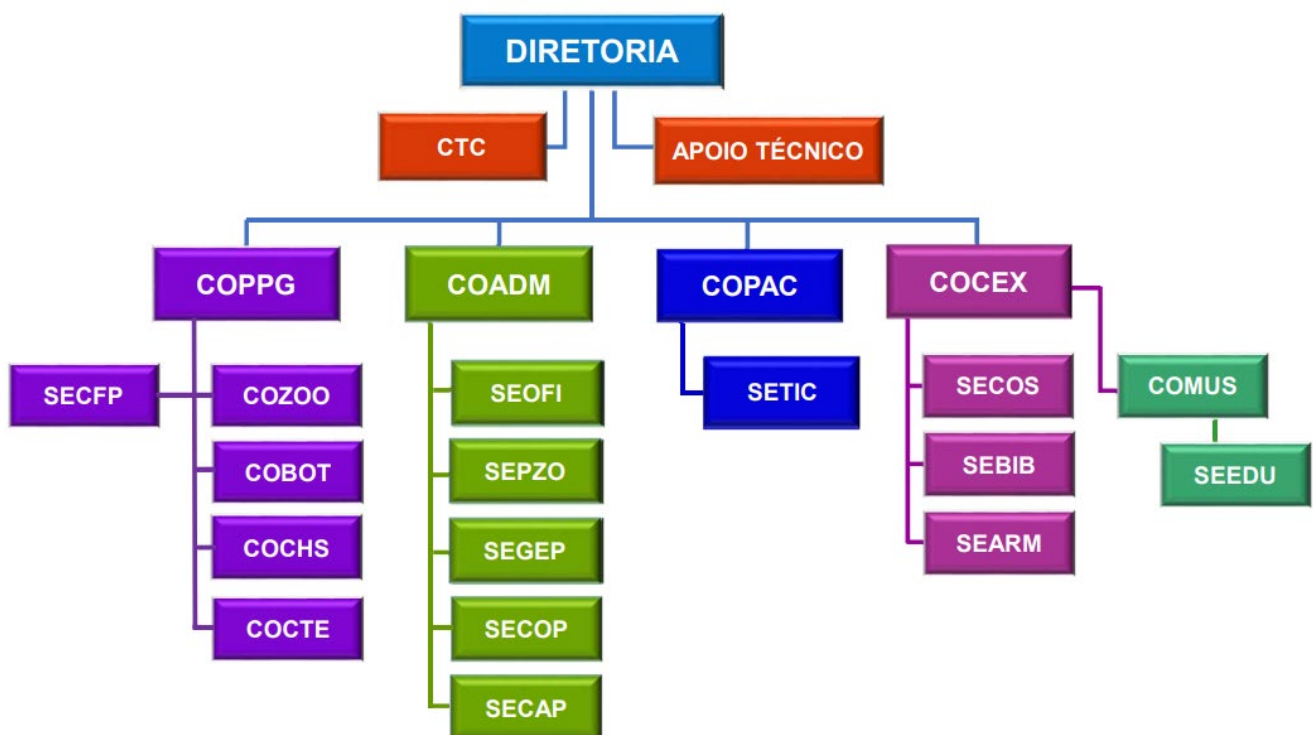 DIRETORIA
CTC
APOIO TÉCNICO
COPPG
COADM
COPAC
COCEX
SECFP
COZOO
COBOT
COCHS
COCTE
SEOFI
SEPZO
SEGEP
SECOP
SECAP
SETIC
SECOS
SEBIB
SEARM
COMUS
SEEDU